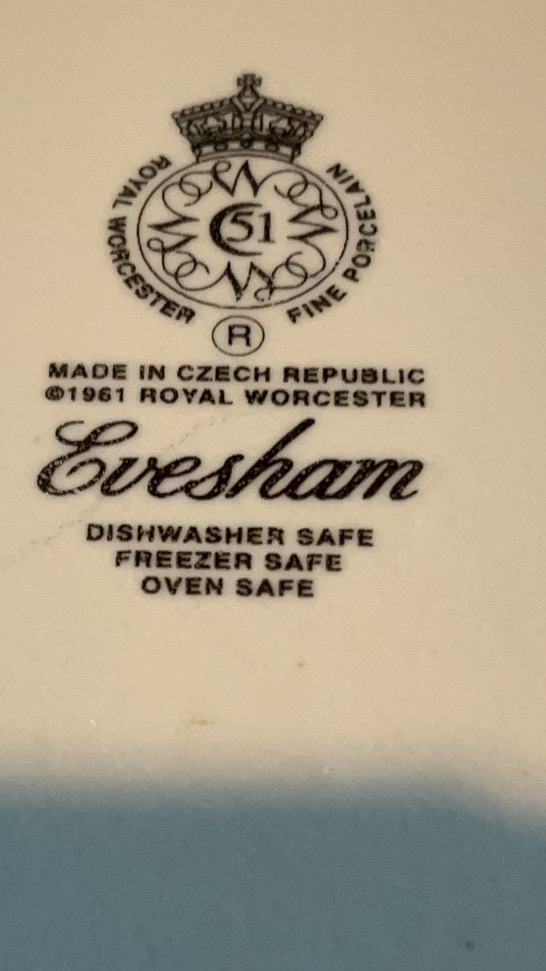 ROYAL WORCESTER
FINE PORCELAIN
51
R
MADE IN CZECH REPUBLIC
©1961 ROYAL WORCESTER
Evesham
DISHWASHER SAFE
FREEZER SAFE
OVEN SAFE